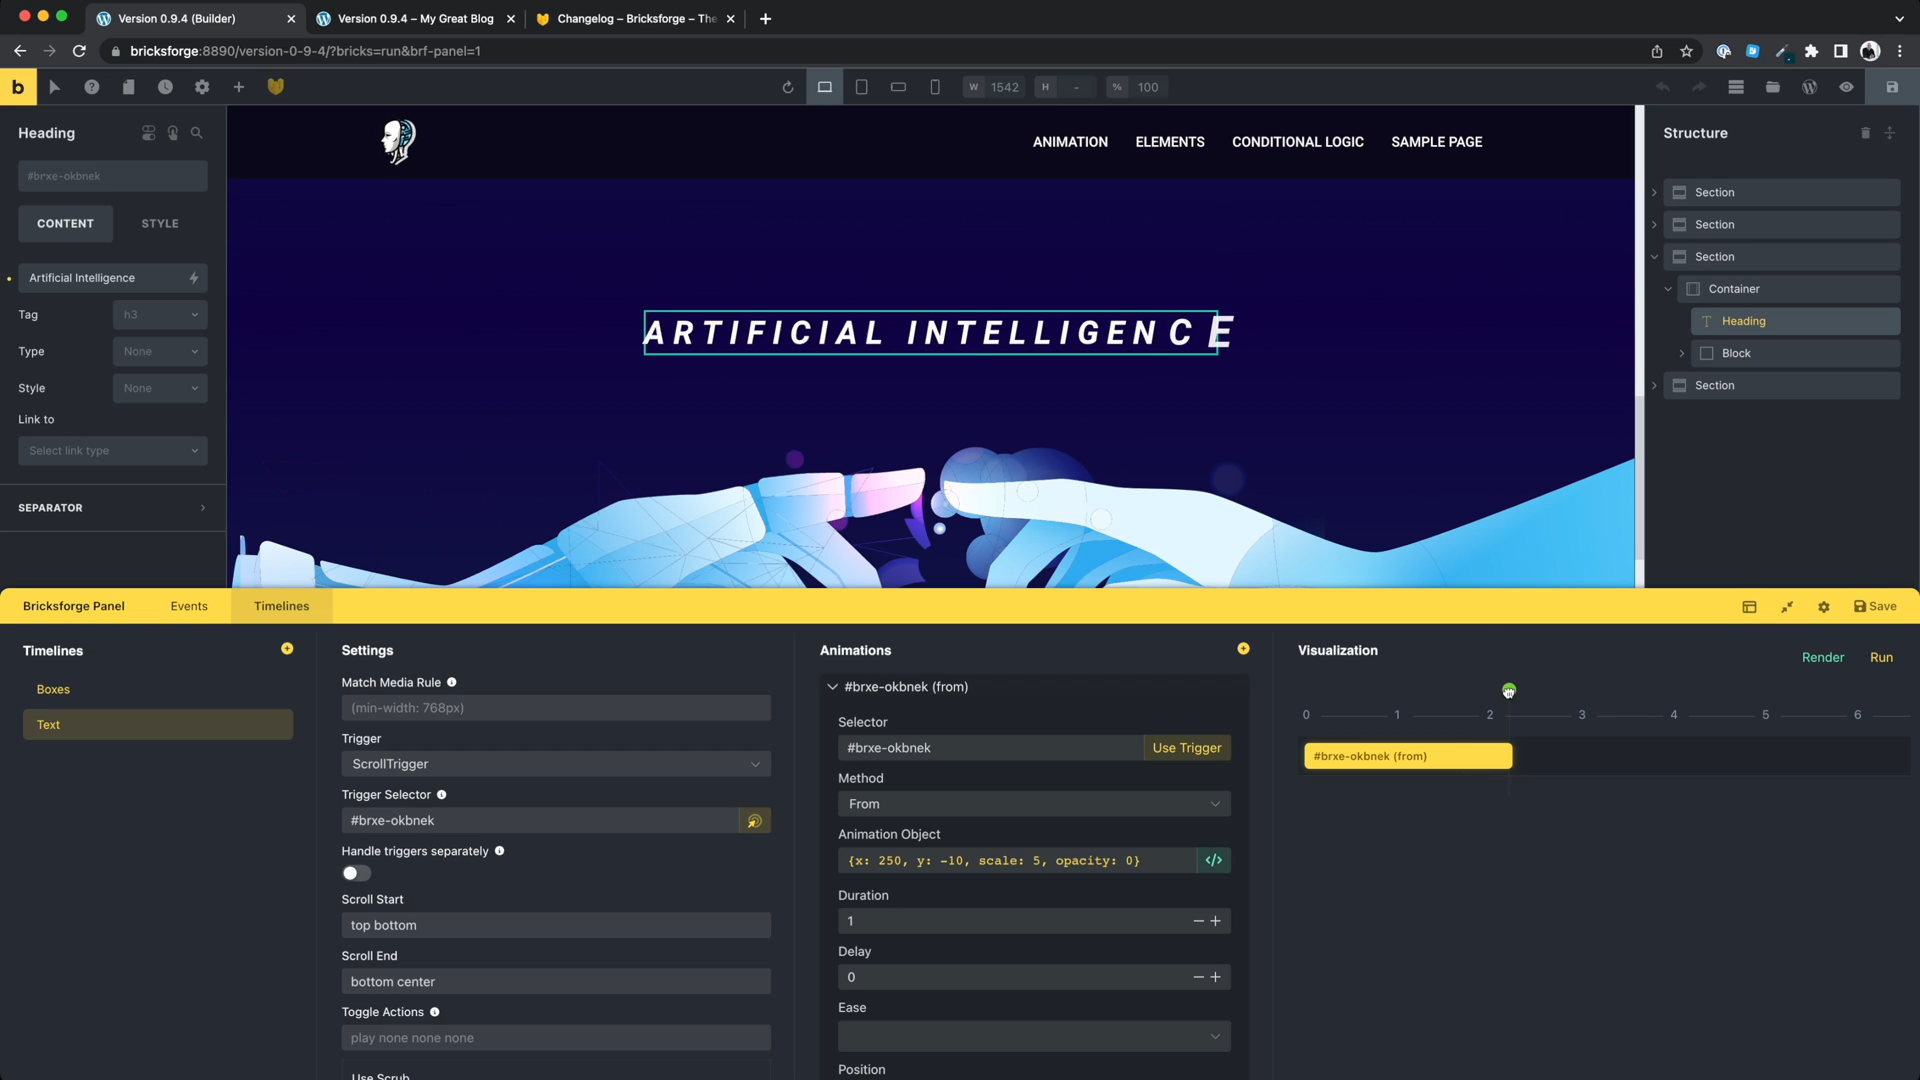 Version 0.9.4 (Builder)
Version 0.9.4 – My Great Blog
Changelog – Bricksforge – The
bricksforge:8890/version-0-9-4/?bricks=run&brf-panel=1
b
W 1542
H -
% 100
Heading
#brxe-okbnek
CONTENT
STYLE
Artificial Intelligence
Tag
h3
Type
None
Style
None
Link to
Select link type
SEPARATOR
ANIMATION
ELEMENTS
CONDITIONAL LOGIC
SAMPLE PAGE
ARTIFICIAL INTELLIGENCE
Structure
Section
Section
Section
Container
Heading
Block
Section
Bricksforge Panel
Events
Timelines
Save
Timelines
Boxes
Text
Settings
Match Media Rule
(min-width: 768px)
Trigger
ScrollTrigger
Trigger Selector
#brxe-okbnek
Handle triggers separately
Scroll Start
top bottom
Scroll End
bottom center
Toggle Actions
play none none none
Use Scrub
Animations
#brxe-okbnek (from)
Selector
#brxe-okbnek
Use Trigger
Method
From
Animation Object
{x: 250, y: -10, scale: 5, opacity: 0}
</>
Duration
1
Delay
0
Ease
Position
Visualization
Render
Run
0 1 2 3 4 5 6
#brxe-okbnek (from)